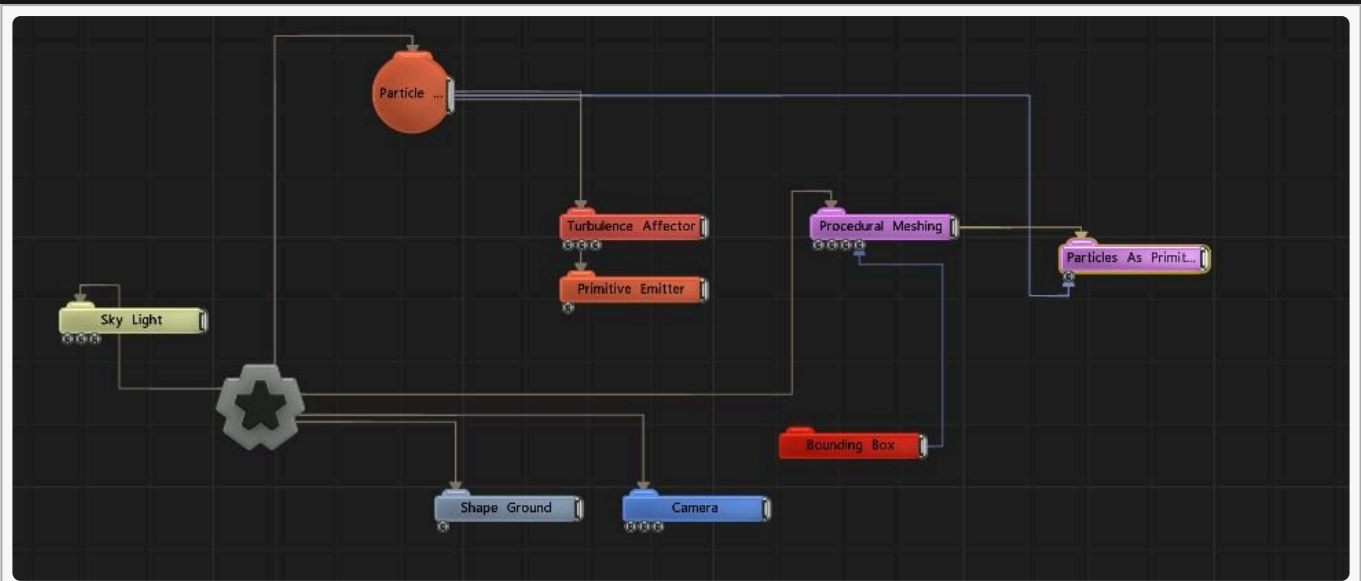 Particle ...
Turbulence Affector
Procedural Meshing
Particles As Primit...
Primitive Emitter
Sky Light
Bounding Box
Shape Ground
Camera